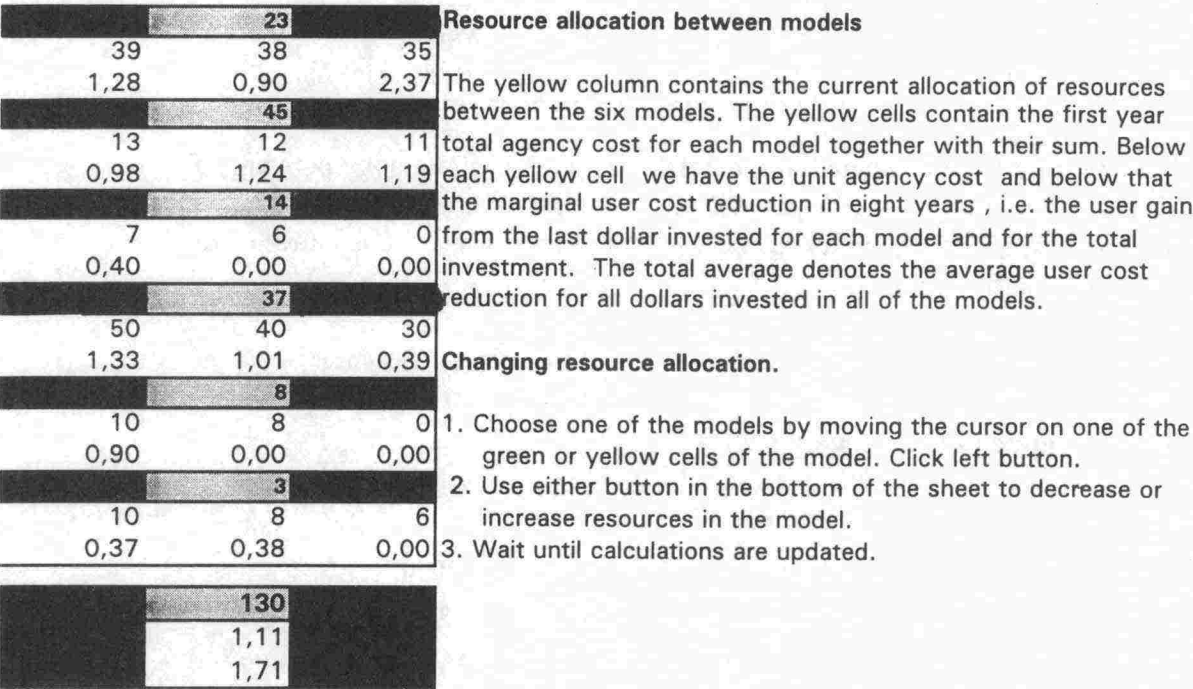 23
39 38 35
1,28 0,90 2,37
45
13 12 11
0,98 1,24 1,19
14
7 6 0
0,40 0,00 0,00
37
50 40 30
1,33 1,01 0,39
8
10 8 0
0,90 0,00 0,00
3
10 8 6
0,37 0,38 0,00
130
1,11
1,71
Resource allocation between models
The yellow column contains the current allocation of resources
between the six models. The yellow cells contain the first year
total agency cost for each model together with their sum. Below
each yellow cell we have the unit agency cost and below that
the marginal user cost reduction in eight years , i.e. the user gain
from the last dollar invested for each model and for the total
investment. The total average denotes the average user cost
reduction for all dollars invested in all of the models.
Changing resource allocation.
1. Choose one of the models by moving the cursor on one of the
green or yellow cells of the model. Click left button.
2. Use either button in the bottom of the sheet to decrease or
increase resources in the model.
3. Wait until calculations are updated.